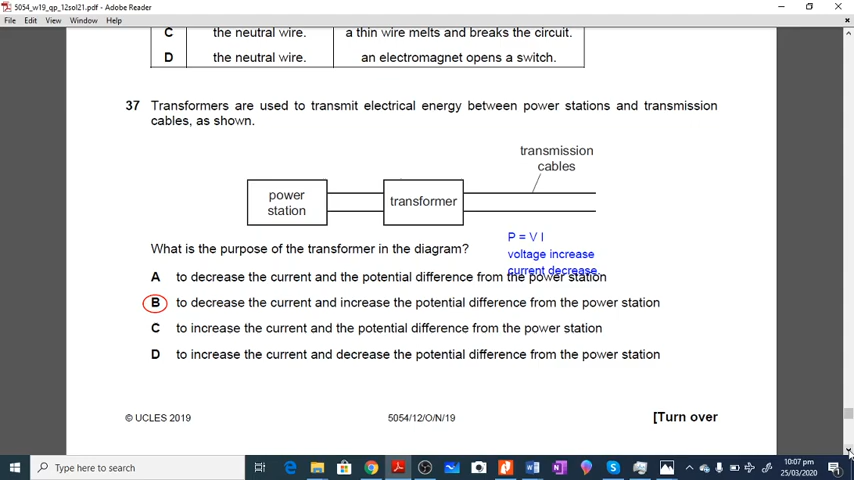 5054_w19_qp_12sol21.pdf - Adobe Reader
File Edit View Window Help
C the neutral wire. a thin wire melts and breaks the circuit.
D the neutral wire. an electromagnet opens a switch.
37 Transformers are used to transmit electrical energy between power stations and transmission
cables, as shown.
transmission
cables
power
station
transformer
P = V I
What is the purpose of the transformer in the diagram?
voltage increase
current decrease
A to decrease the current and the potential difference from the power station
B to decrease the current and increase the potential difference from the power station
C to increase the current and the potential difference from the power station
D to increase the current and decrease the potential difference from the power station
© UCLES 2019
5054/12/O/N/19
[Turn over
Type here to search
10:07 pm
25/03/2020